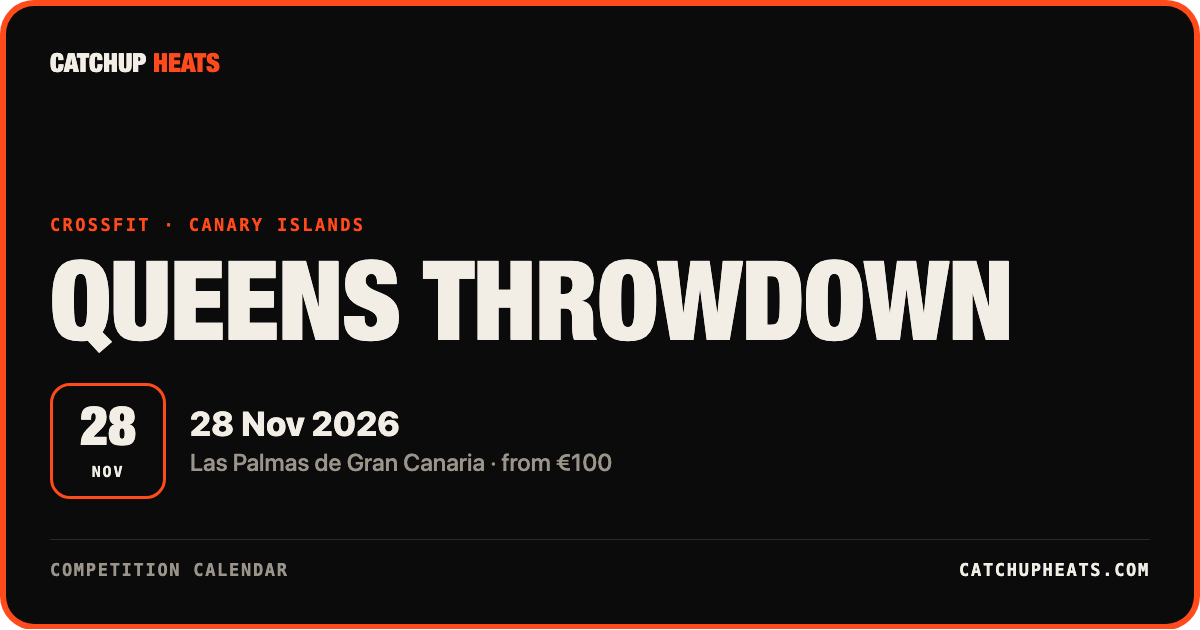 CATCHUP HEATS
CROSSFIT · CANARY ISLANDS
QUEENS THROWDOWN
28
NOV
28 Nov 2026
Las Palmas de Gran Canaria · from €100
COMPETITION CALENDAR
CATCHUPHEATS.COM